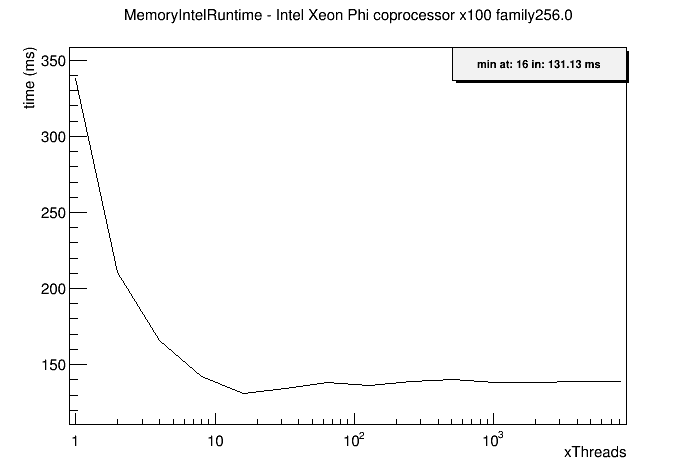 MemoryIntelRuntime - Intel Xeon Phi coprocessor x100 family256.0
time (ms)
min at: 16 in: 131.13 ms
350
300
250
200
150
1 10 10² 10³
xThreads